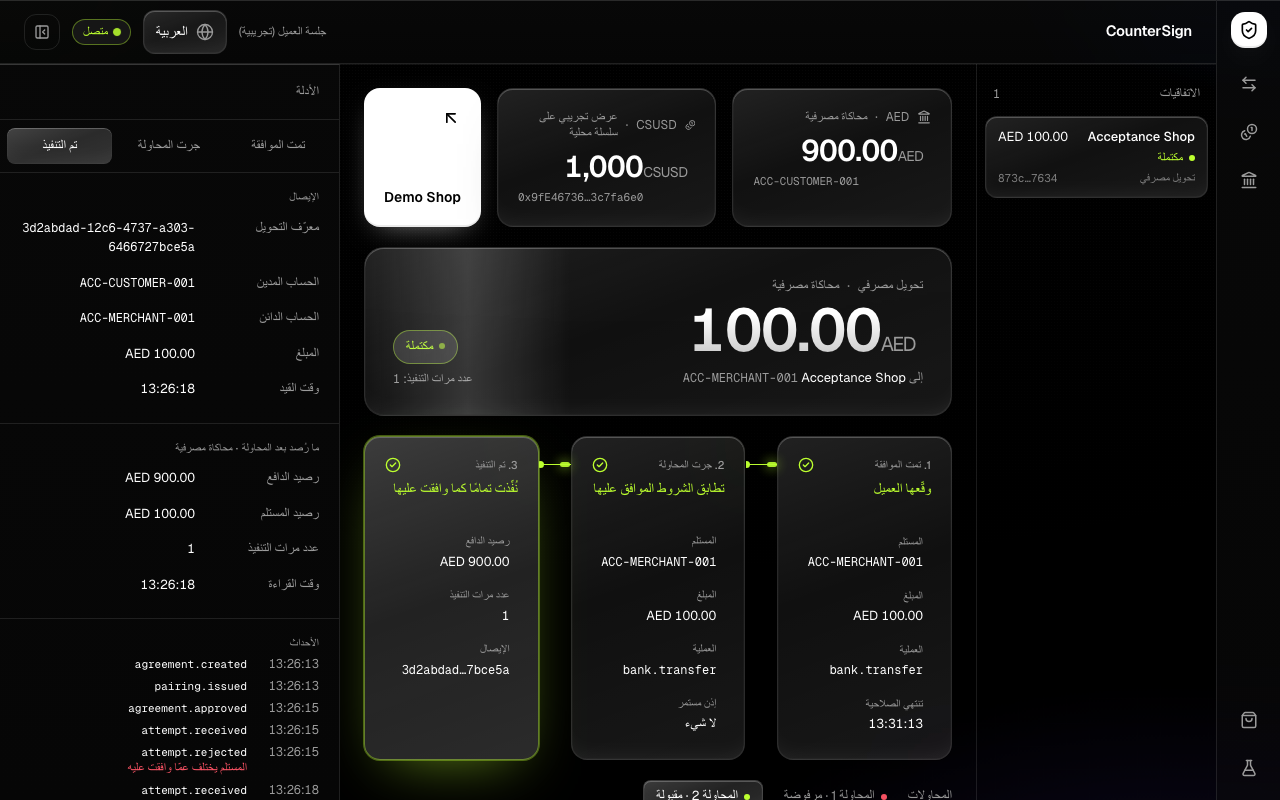 CounterSign
جلسة العميل (تجريبية)
العربية
متصل
الاتفاقيات
1
Acceptance Shop
AED 100.00
مكتملة
تحويل مصرفي
873c…7634
AED · محاكاة مصرفية
900.00AED
ACC-CUSTOMER-001
CSUSD · عرض تجريبي على
سلسلة محلية
1,000CSUSD
0x9fE46736…3c7fa6e0
Demo Shop
تحويل مصرفي · محاكاة مصرفية
100.00AED
إلى Acceptance Shop ACC-MERCHANT-001
مكتملة
عدد مرات التنفيذ: 1
1. تمت الموافقة
وقّعها العميل
المستلم
ACC-MERCHANT-001
المبلغ
AED 100.00
العملية
bank.transfer
تنتهي الصلاحية
13:31:13
2. جرت المحاولة
تطابق الشروط الموافق عليها
المستلم
ACC-MERCHANT-001
المبلغ
AED 100.00
العملية
bank.transfer
إذن مستمر
لا شيء
3. تم التنفيذ
نُفّذت تمامًا كما وافقت عليها
رصيد الدافع
AED 900.00
عدد مرات التنفيذ
1
الإيصال
3d2abdad…7bce5a
المحاولات
المحاولة 1 · مرفوضة
المحاولة 2 · مقبولة
الأدلة
تمت الموافقة
جرت المحاولة
تم التنفيذ
الإيصال
معرّف التحويل
3d2abdad-12c6-4737-a303-
6466727bce5a
الحساب المدين
ACC-CUSTOMER-001
الحساب الدائن
ACC-MERCHANT-001
المبلغ
AED 100.00
وقت القيد
13:26:18
ما رُصد بعد المحاولة · محاكاة مصرفية
رصيد الدافع
AED 900.00
رصيد المستلم
AED 100.00
عدد مرات التنفيذ
1
وقت القراءة
13:26:18
الأحداث
13:26:13 agreement.created
13:26:13 pairing.issued
13:26:15 agreement.approved
13:26:15 attempt.received
13:26:15 attempt.rejected
المستلم يختلف عمّا وافقت عليه
13:26:18 attempt.received